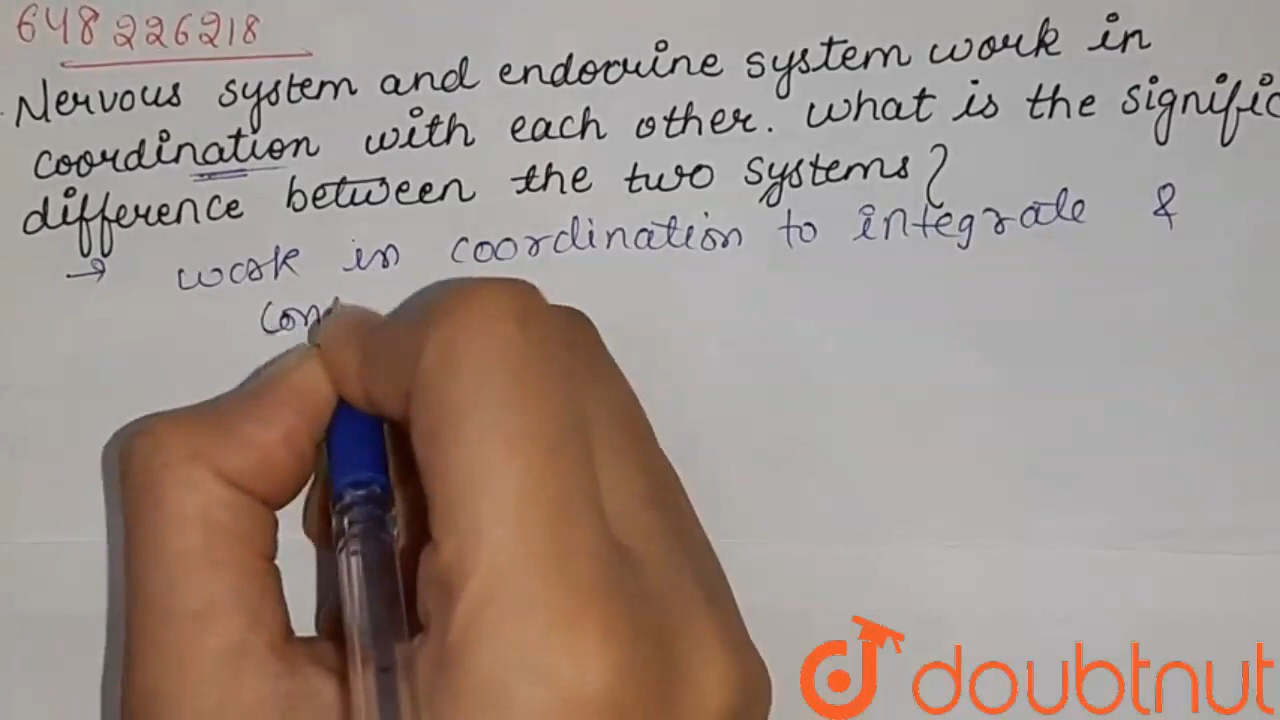 648226218
Nervous system and endocrine system work in
coordination with each other. What is the signific
difference between the two systems?
→ work in coordination to integrate &
con
doubtnut